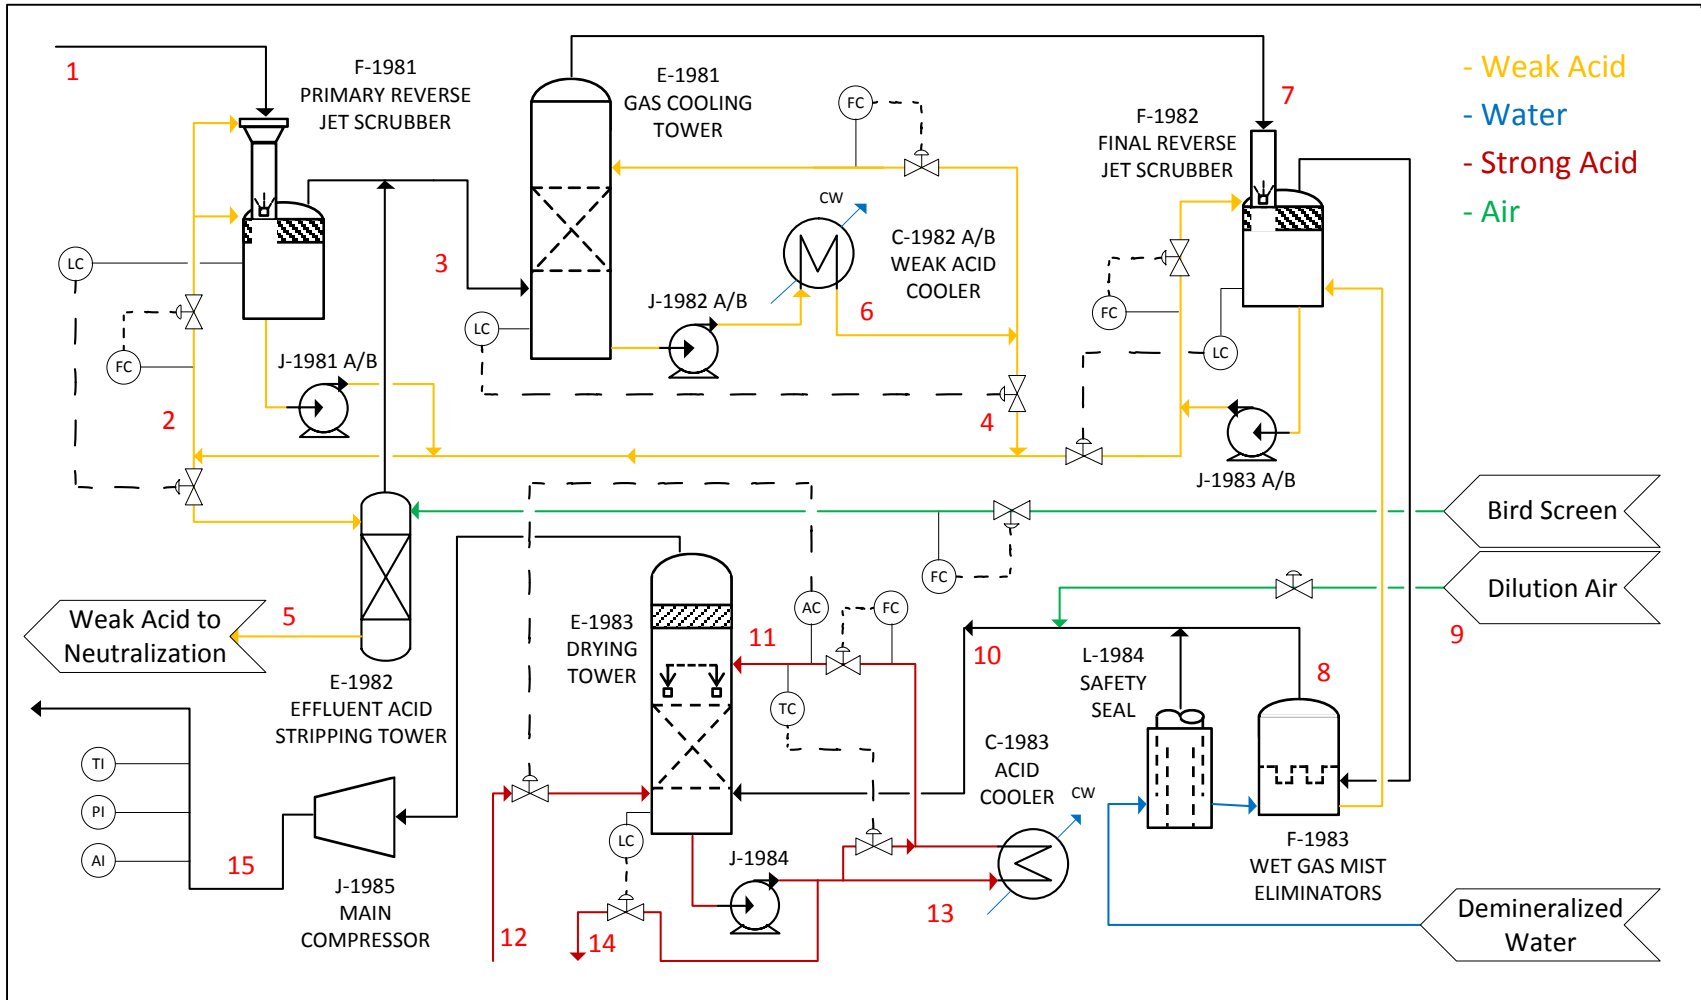 1
F-1981
PRIMARY REVERSE
JET SCRUBBER
E-1981
GAS COOLING
TOWER
FC
7
F-1982
FINAL REVERSE
JET SCRUBBER
- Weak Acid
- Water
- Strong Acid
- Air
CW
C-1982 A/B
WEAK ACID
COOLER
LC
3
J-1982 A/B
6
LC
FC
LC
FC
J-1981 A/B
2
4
J-1983 A/B
Bird Screen
FC
Dilution Air
Weak Acid to
Neutralization
5
E-1982
EFFLUENT ACID
STRIPPING TOWER
E-1983
DRYING
TOWER
AC
FC
11
TC
10
L-1984
SAFETY
SEAL
8
9
C-1983
ACID
COOLER
CW
TI
PI
AI
15
J-1985
MAIN
COMPRESSOR
LC
J-1984
12
14
13
F-1983
WET GAS MIST
ELIMINATORS
Demineralized
Water